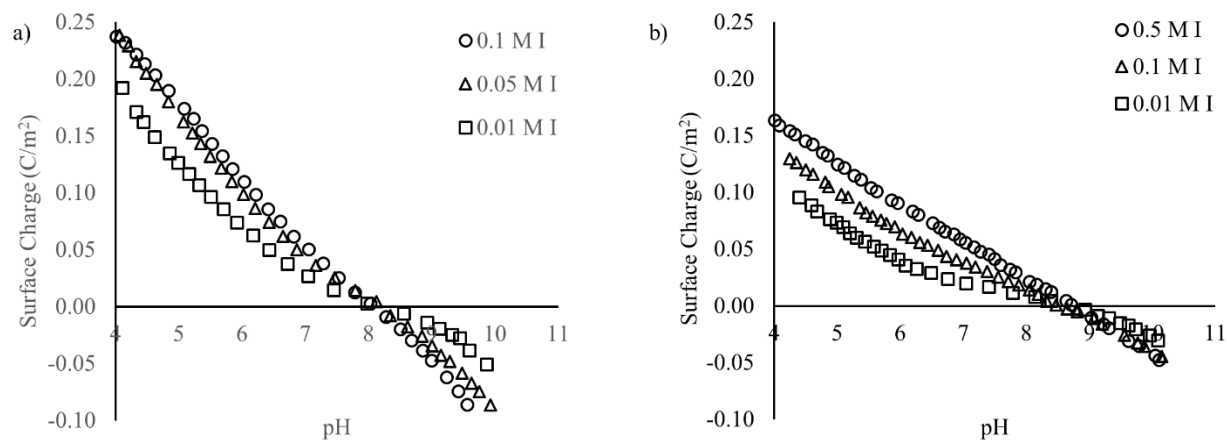 a)
0.25
0.20
0.15
0.10
0.05
0.00
-0.05
-0.10
Surface Charge (C/m²)
4 5 6 7 8 9 10 11
pH
0.1 M I
0.05 M I
0.01 M I
b)
0.25
0.20
0.15
0.10
0.05
0.00
-0.05
-0.10
Surface Charge (C/m²)
4 5 6 7 8 9 10 11
pH
0.5 M I
0.1 M I
0.01 M I